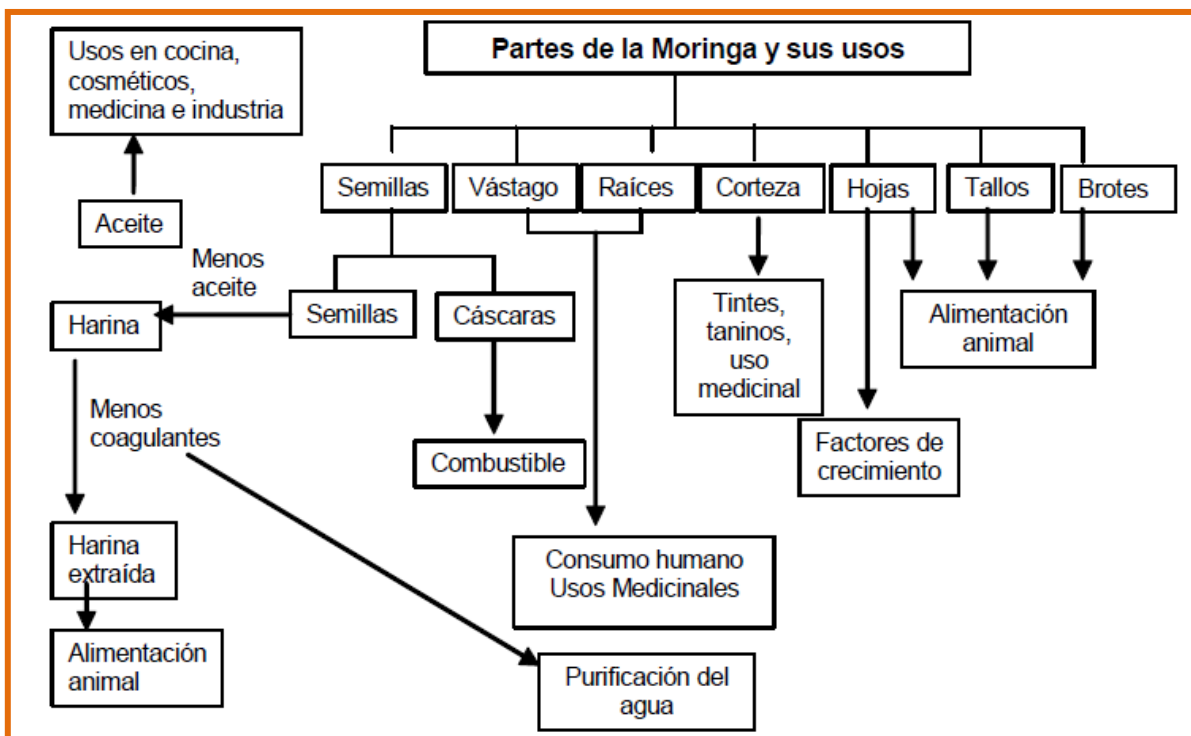 Partes de la Moringa y sus usos
Usos en cocina,
cosméticos,
medicina e industria
Aceite
Semillas
Vástago
Raíces
Corteza
Hojas
Tallos
Brotes
Menos
aceite
Harina
Semillas
Cáscaras
Tintes,
taninos,
uso
medicinal
Alimentación
animal
Menos
coagulantes
Combustible
Factores de
crecimiento
Harina
extraída
Consumo humano
Usos Medicinales
Alimentación
animal
Purificación del
agua